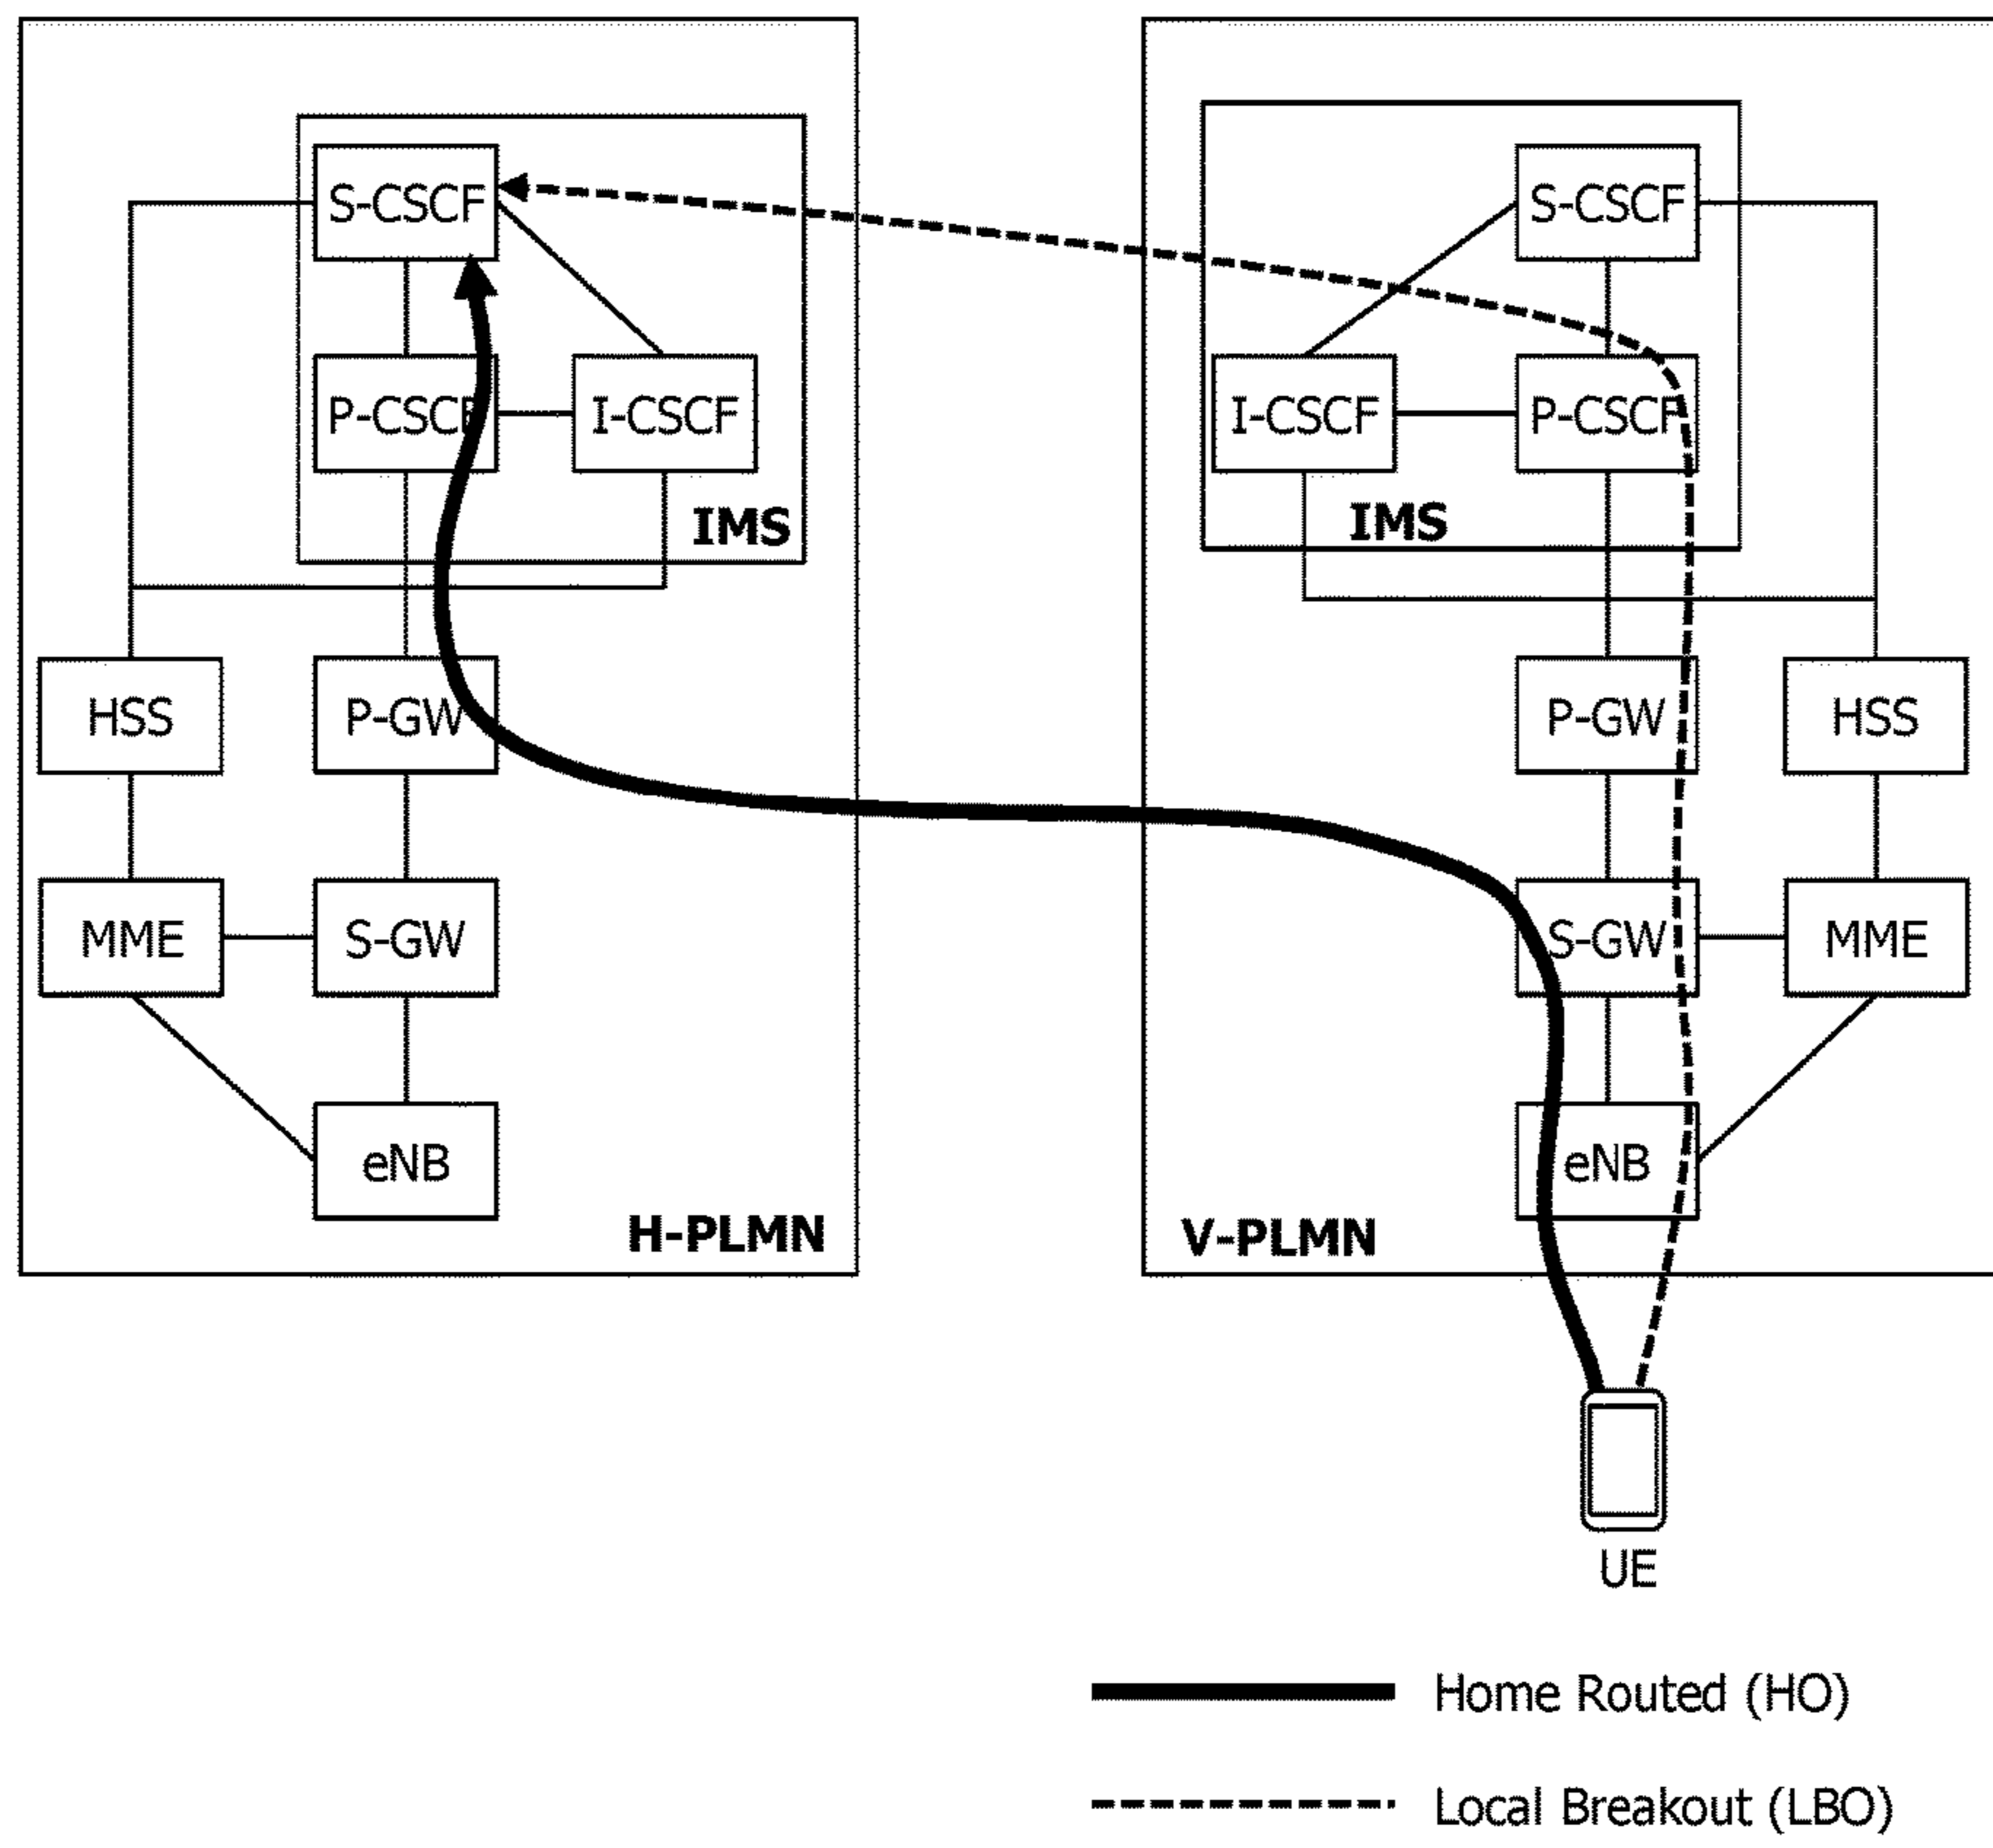 S-CSCF
P-CSCF
I-CSCF
IMS
HSS
P-GW
MME
S-GW
eNB
H-PLMN
S-CSCF
I-CSCF
P-CSCF
IMS
P-GW
HSS
S-GW
MME
eNB
V-PLMN
UE
Home Routed (HO)
Local Breakout (LBO)